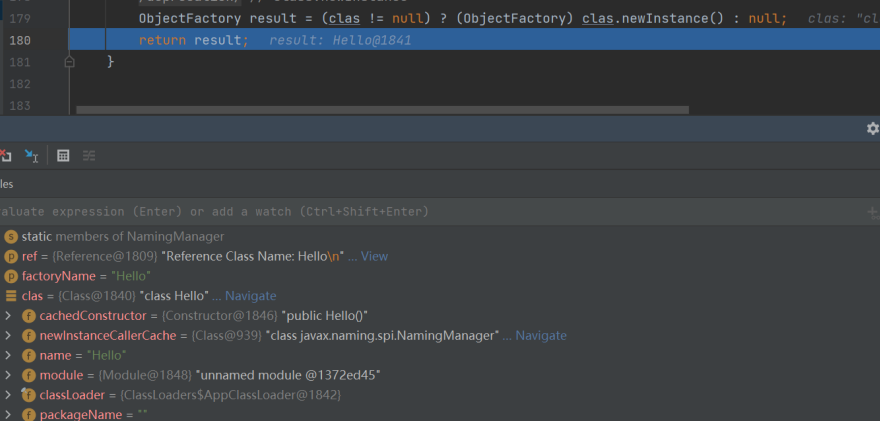 179 ObjectFactory result = (clas != null) ? (ObjectFactory) clas.newInstance() : null; clas: "cl
180 return result; result: Hello@1841
181 }
182
183
les
valuate expression (Enter) or add a watch (Ctrl+Shift+Enter)
s static members of NamingManager
p ref = {Reference@1809} "Reference Class Name: Hello\n" ... View
p factoryName = "Hello"
clas = {Class@1840} "class Hello" ... Navigate
f cachedConstructor = {Constructor@1846} "public Hello()"
f newInstanceCallerCache = {Class@939} "class javax.naming.spi.NamingManager" ... Navigate
f name = "Hello"
f module = {Module@1848} "unnamed module @1372ed45"
f classLoader = {ClassLoaders$AppClassLoader@1842}
f packageName = ""